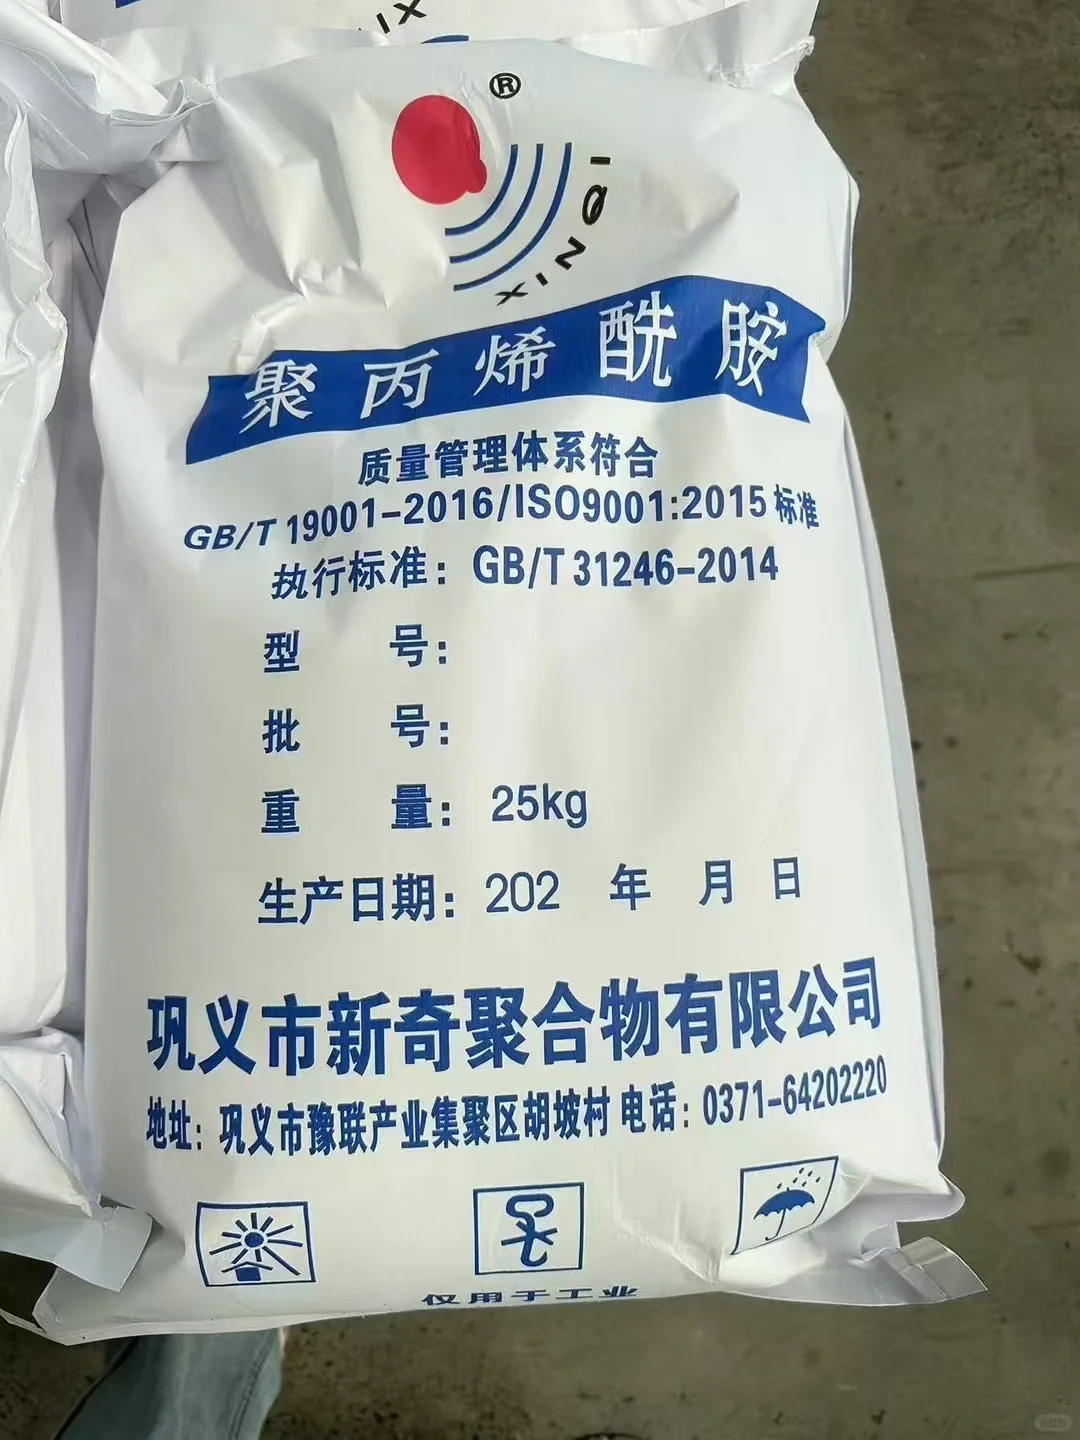 ®
XINZQI
聚丙烯酰胺
质量管理体系符合
GB/T 19001-2016/ISO9001:2015 标准
执行标准：GB/T 31246-2014
型 号：
批 号：
重 量：25kg
生产日期：202 年 月 日
巩义市新奇聚合物有限公司
地址：巩义市豫联产业集聚区胡坡村 电话：0371-64202220
仅用于工业